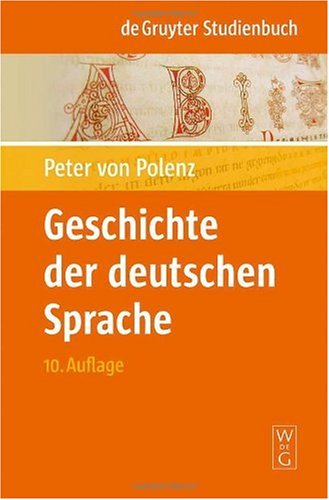 de Gruyter Studienbuch
A B I
Peter von Polenz
Geschichte
der deutschen
Sprache
10. Auflage
W
DE
G